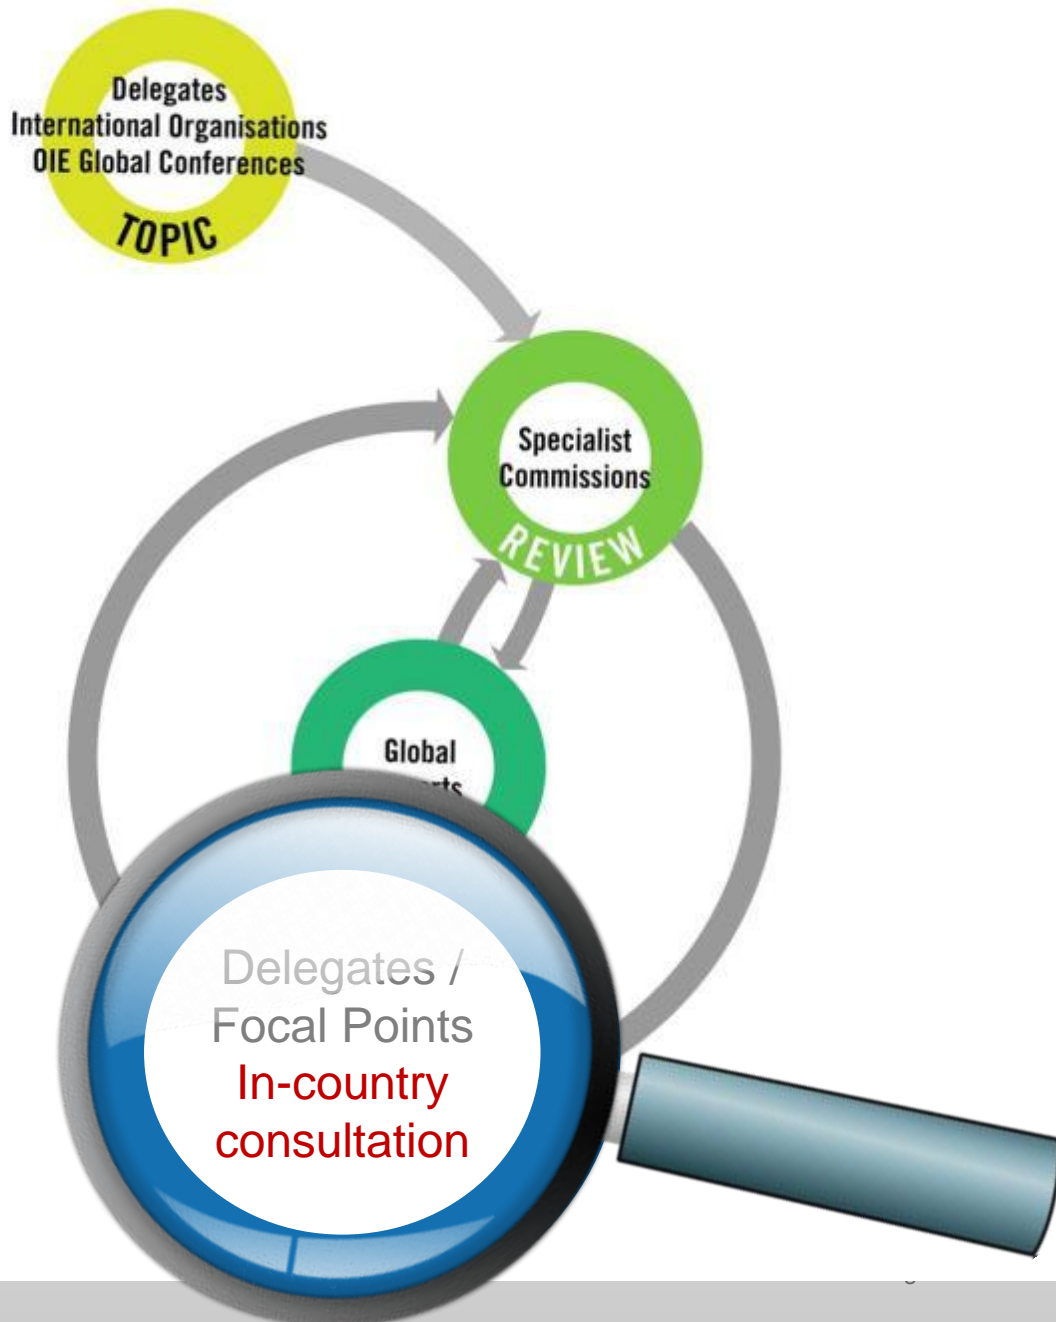 Delegates
International Organisations
OIE Global Conferences
TOPIC
Specialist
Commissions
REVIEW
Global
Delegates /
Focal Points
In-country
consultation